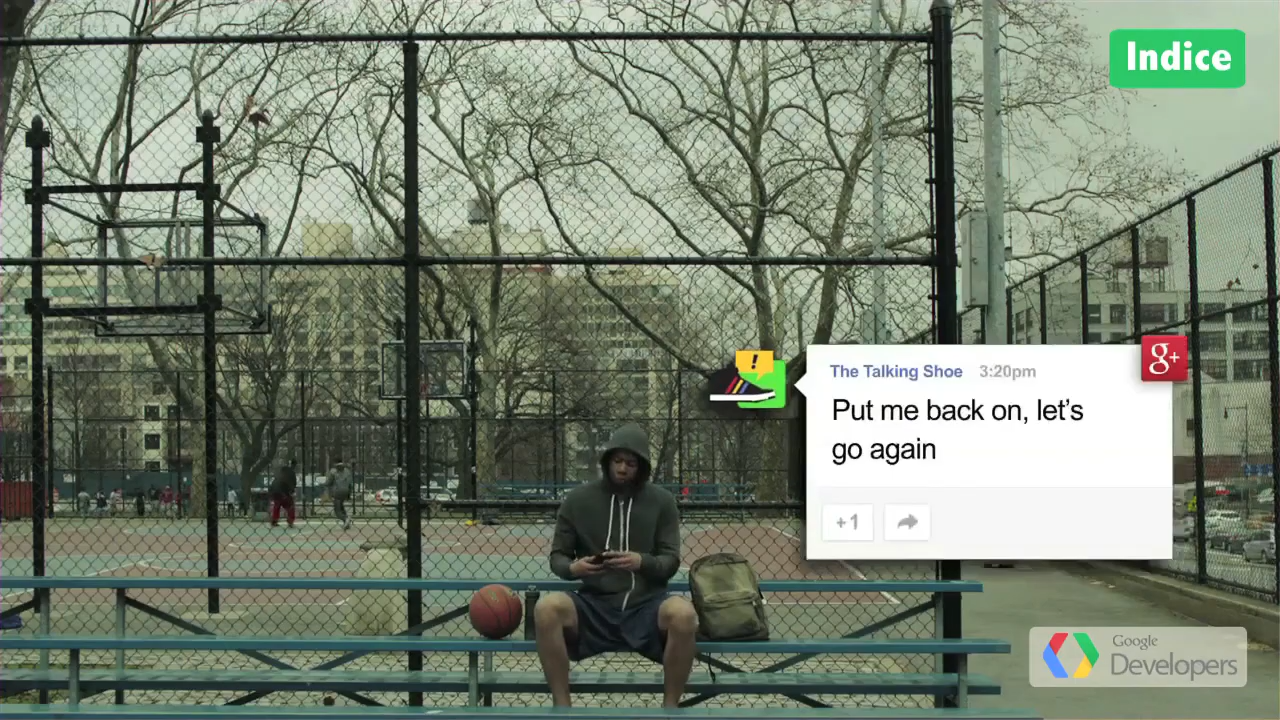 Indice
The Talking Shoe 3:20pm
g+
Put me back on, let's
go again
+1
Google
Developers